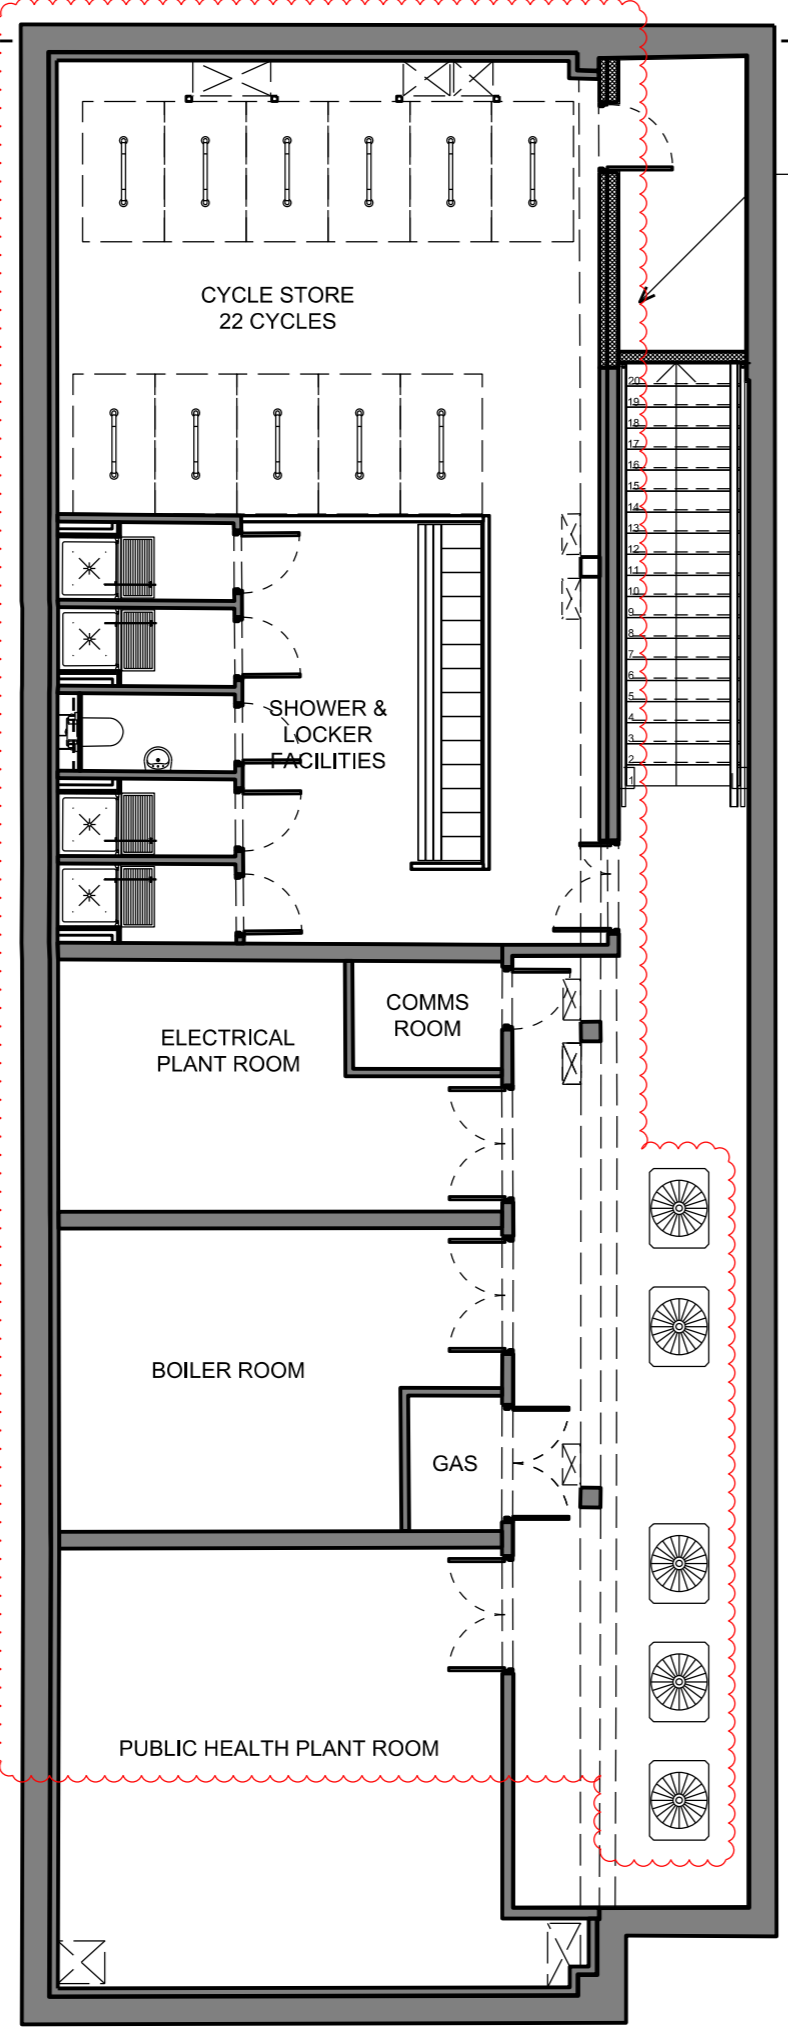 CYCLE STORE
22 CYCLES
20
19
18
17
16
15
14
13
12
11
10
9
8
7
6
5
4
3
2
1
SHOWER &
LOCKER
FACILITIES
COMMS
ROOM
ELECTRICAL
PLANT ROOM
BOILER ROOM
GAS
PUBLIC HEALTH PLANT ROOM